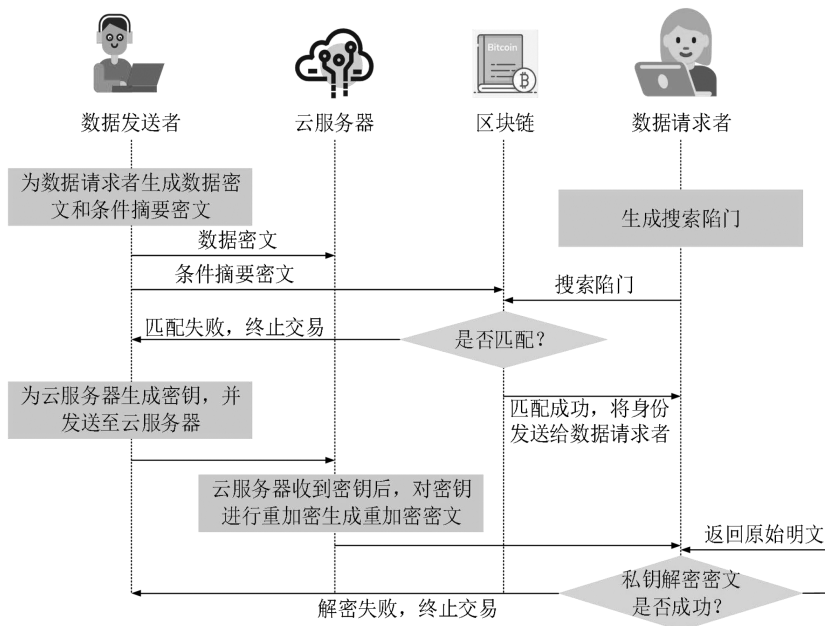 Bitcoin
数据发送者
云服务器
区块链
数据请求者
为数据请求者生成数据密
文和条件摘要密文
生成搜索陷门
数据密文
条件摘要密文
搜索陷门
匹配失败，终止交易
是否匹配？
为云服务器生成密钥，并
发送至云服务器
匹配成功，将身份
发送给数据请求者
云服务器收到密钥后，对密钥
进行重加密生成重加密密文
返回原始明文
私钥解密密文
是否成功？
解密失败，终止交易